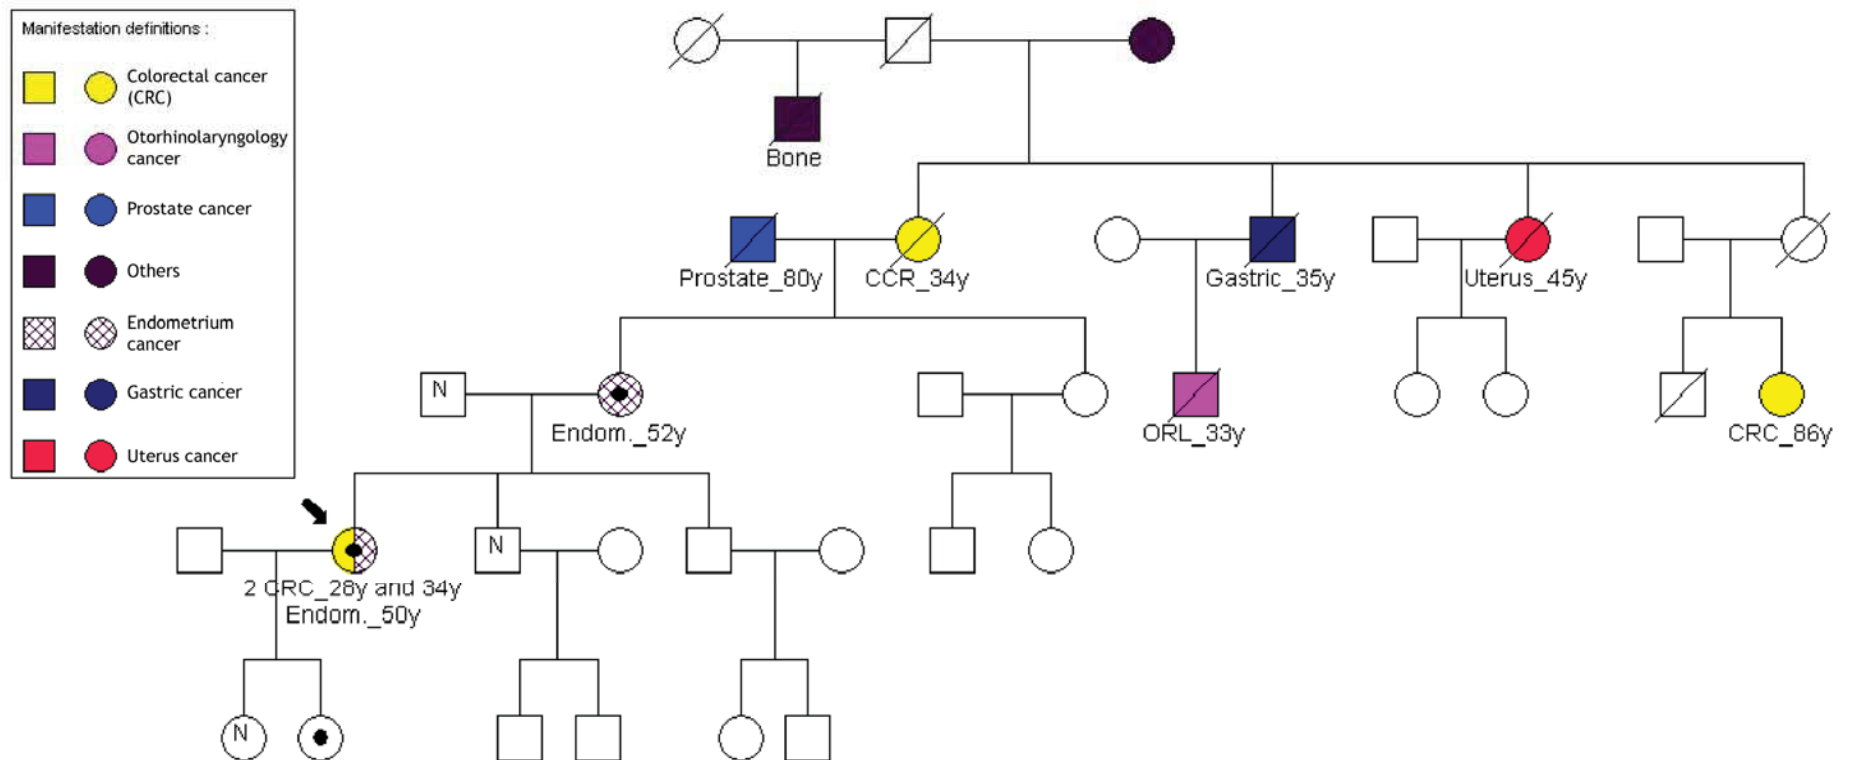 Manifestation definitions :
Colorectal cancer
(CRC)
Otorhinolaryngology
cancer
Prostate cancer
Others
Endometrium
cancer
Gastric cancer
Uterus cancer
Bone
Prostate_80y
CCR_34y
Gastric_35y
Uterus_45y
N
Endom._52y
ORL_33y
CRC_86y
N
2 CRC_28y and 34y
Endom._50y
N